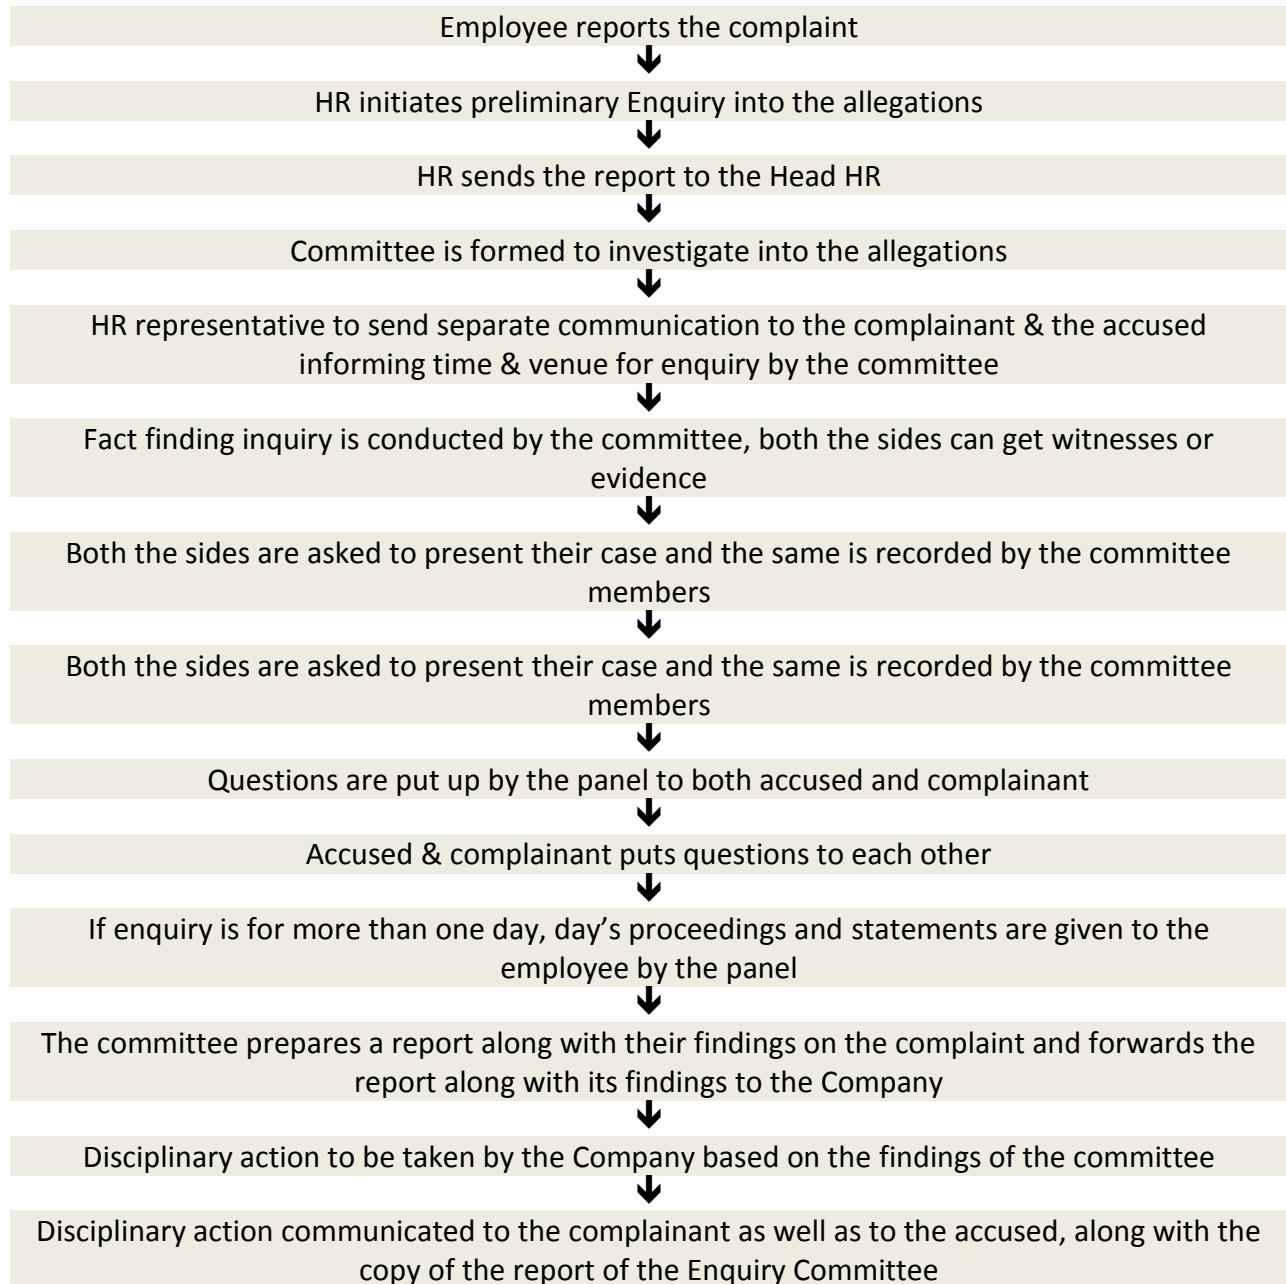 Employee reports the complaint
HR initiates preliminary Enquiry into the allegations
HR sends the report to the Head HR
Committee is formed to investigate into the allegations
HR representative to send separate communication to the complainant & the accused
informing time & venue for enquiry by the committee
Fact finding inquiry is conducted by the committee, both the sides can get witnesses or
evidence
Both the sides are asked to present their case and the same is recorded by the committee
members
Both the sides are asked to present their case and the same is recorded by the committee
members
Questions are put up by the panel to both accused and complainant
Accused & complainant puts questions to each other
If enquiry is for more than one day, day’s proceedings and statements are given to the
employee by the panel
The committee prepares a report along with their findings on the complaint and forwards the
report along with its findings to the Company
Disciplinary action to be taken by the Company based on the findings of the committee
Disciplinary action communicated to the complainant as well as to the accused, along with the
copy of the report of the Enquiry Committee